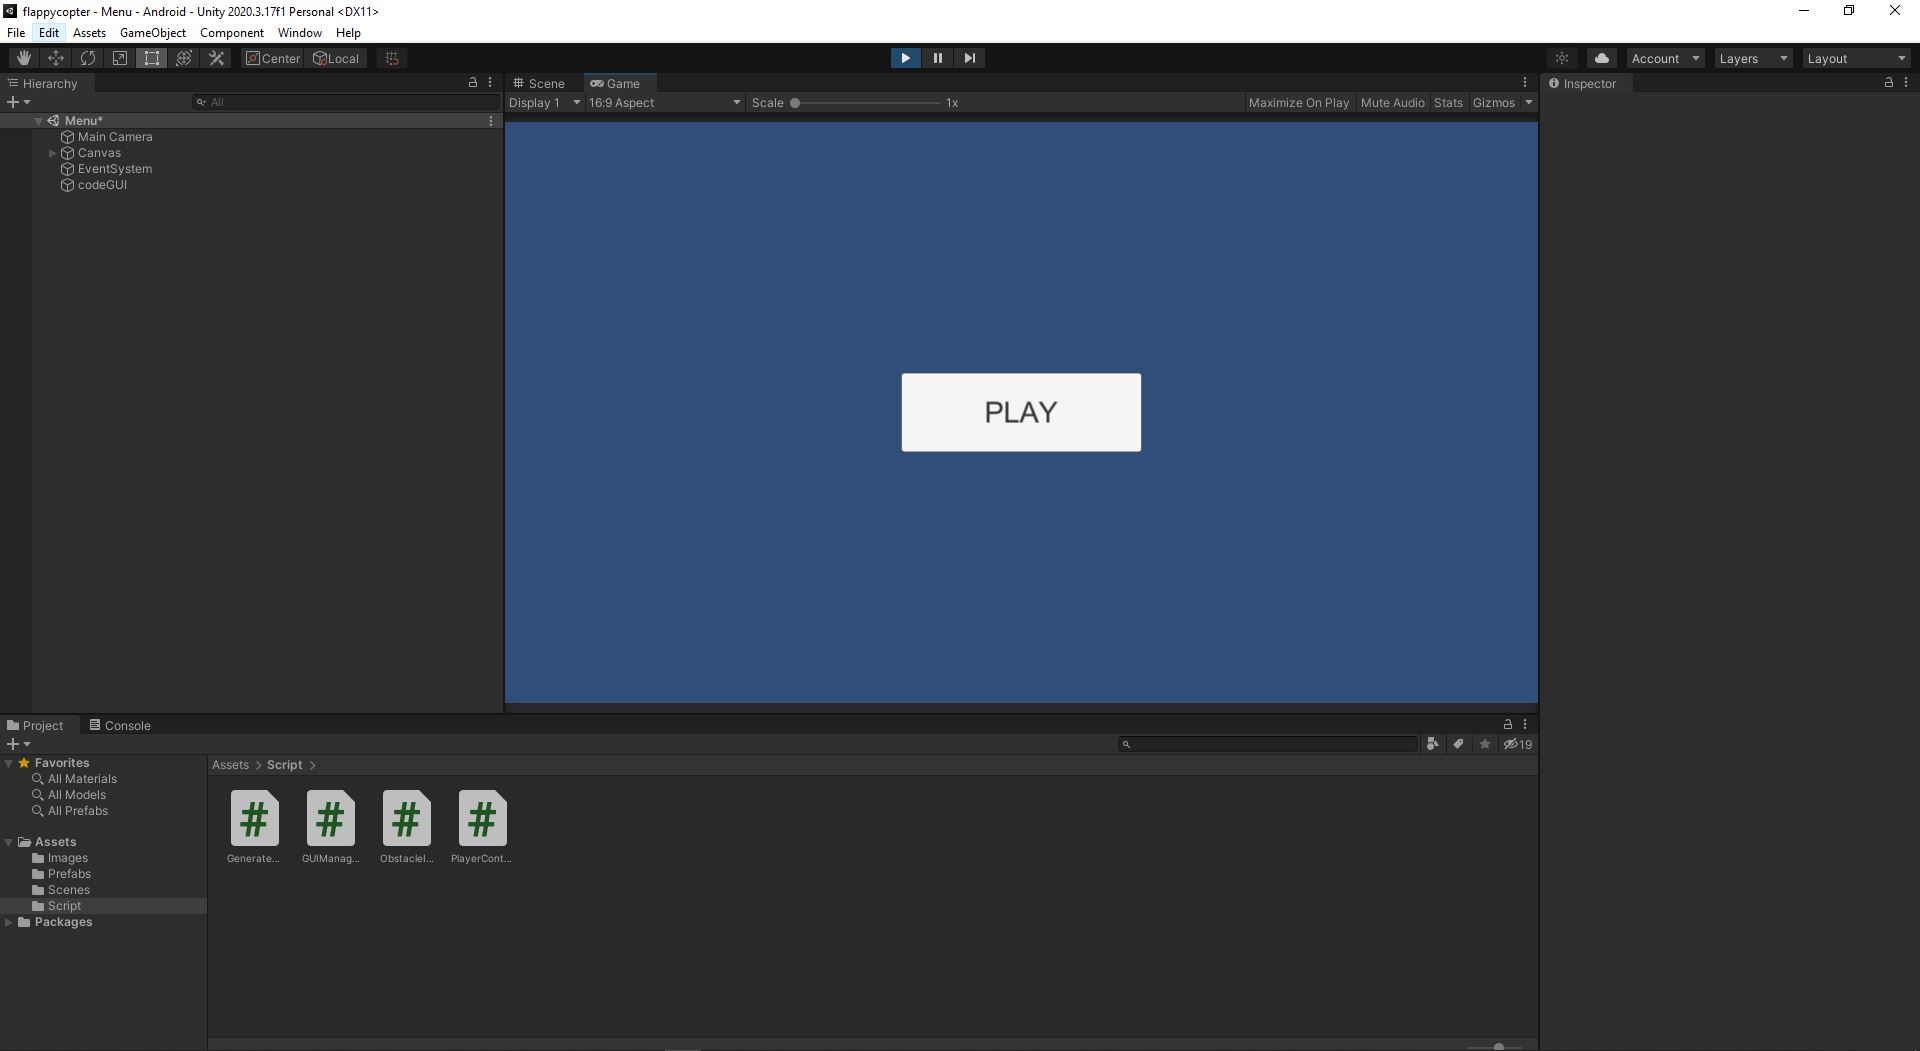 flappycopter - Menu - Android - Unity 2020.3.17f1 Personal <DX11>
File Edit Assets GameObject Component Window Help
Center Local Account Layers Layout
Hierarchy
All
Menu*
Main Camera
Canvas
EventSystem
codeGUI
Scene Game
Display 1 16:9 Aspect Scale 1x Maximize On Play Mute Audio Stats Gizmos
PLAY
Inspector
Project Console
19
Favorites
All Materials
All Models
All Prefabs
Assets
Images
Prefabs
Scenes
Script
Packages
Assets > Script >
# # # #
Generate... GUIManag... ObstacleI... PlayerCont...